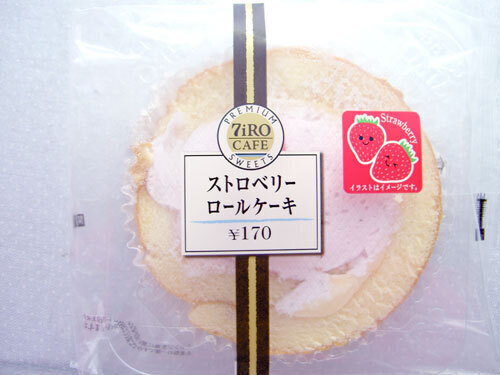 PREMIUM
7iRO
CAFE
SWEETS
ストロベリー
ロールケーキ
¥170
Strawberry
イラストはイメージです。